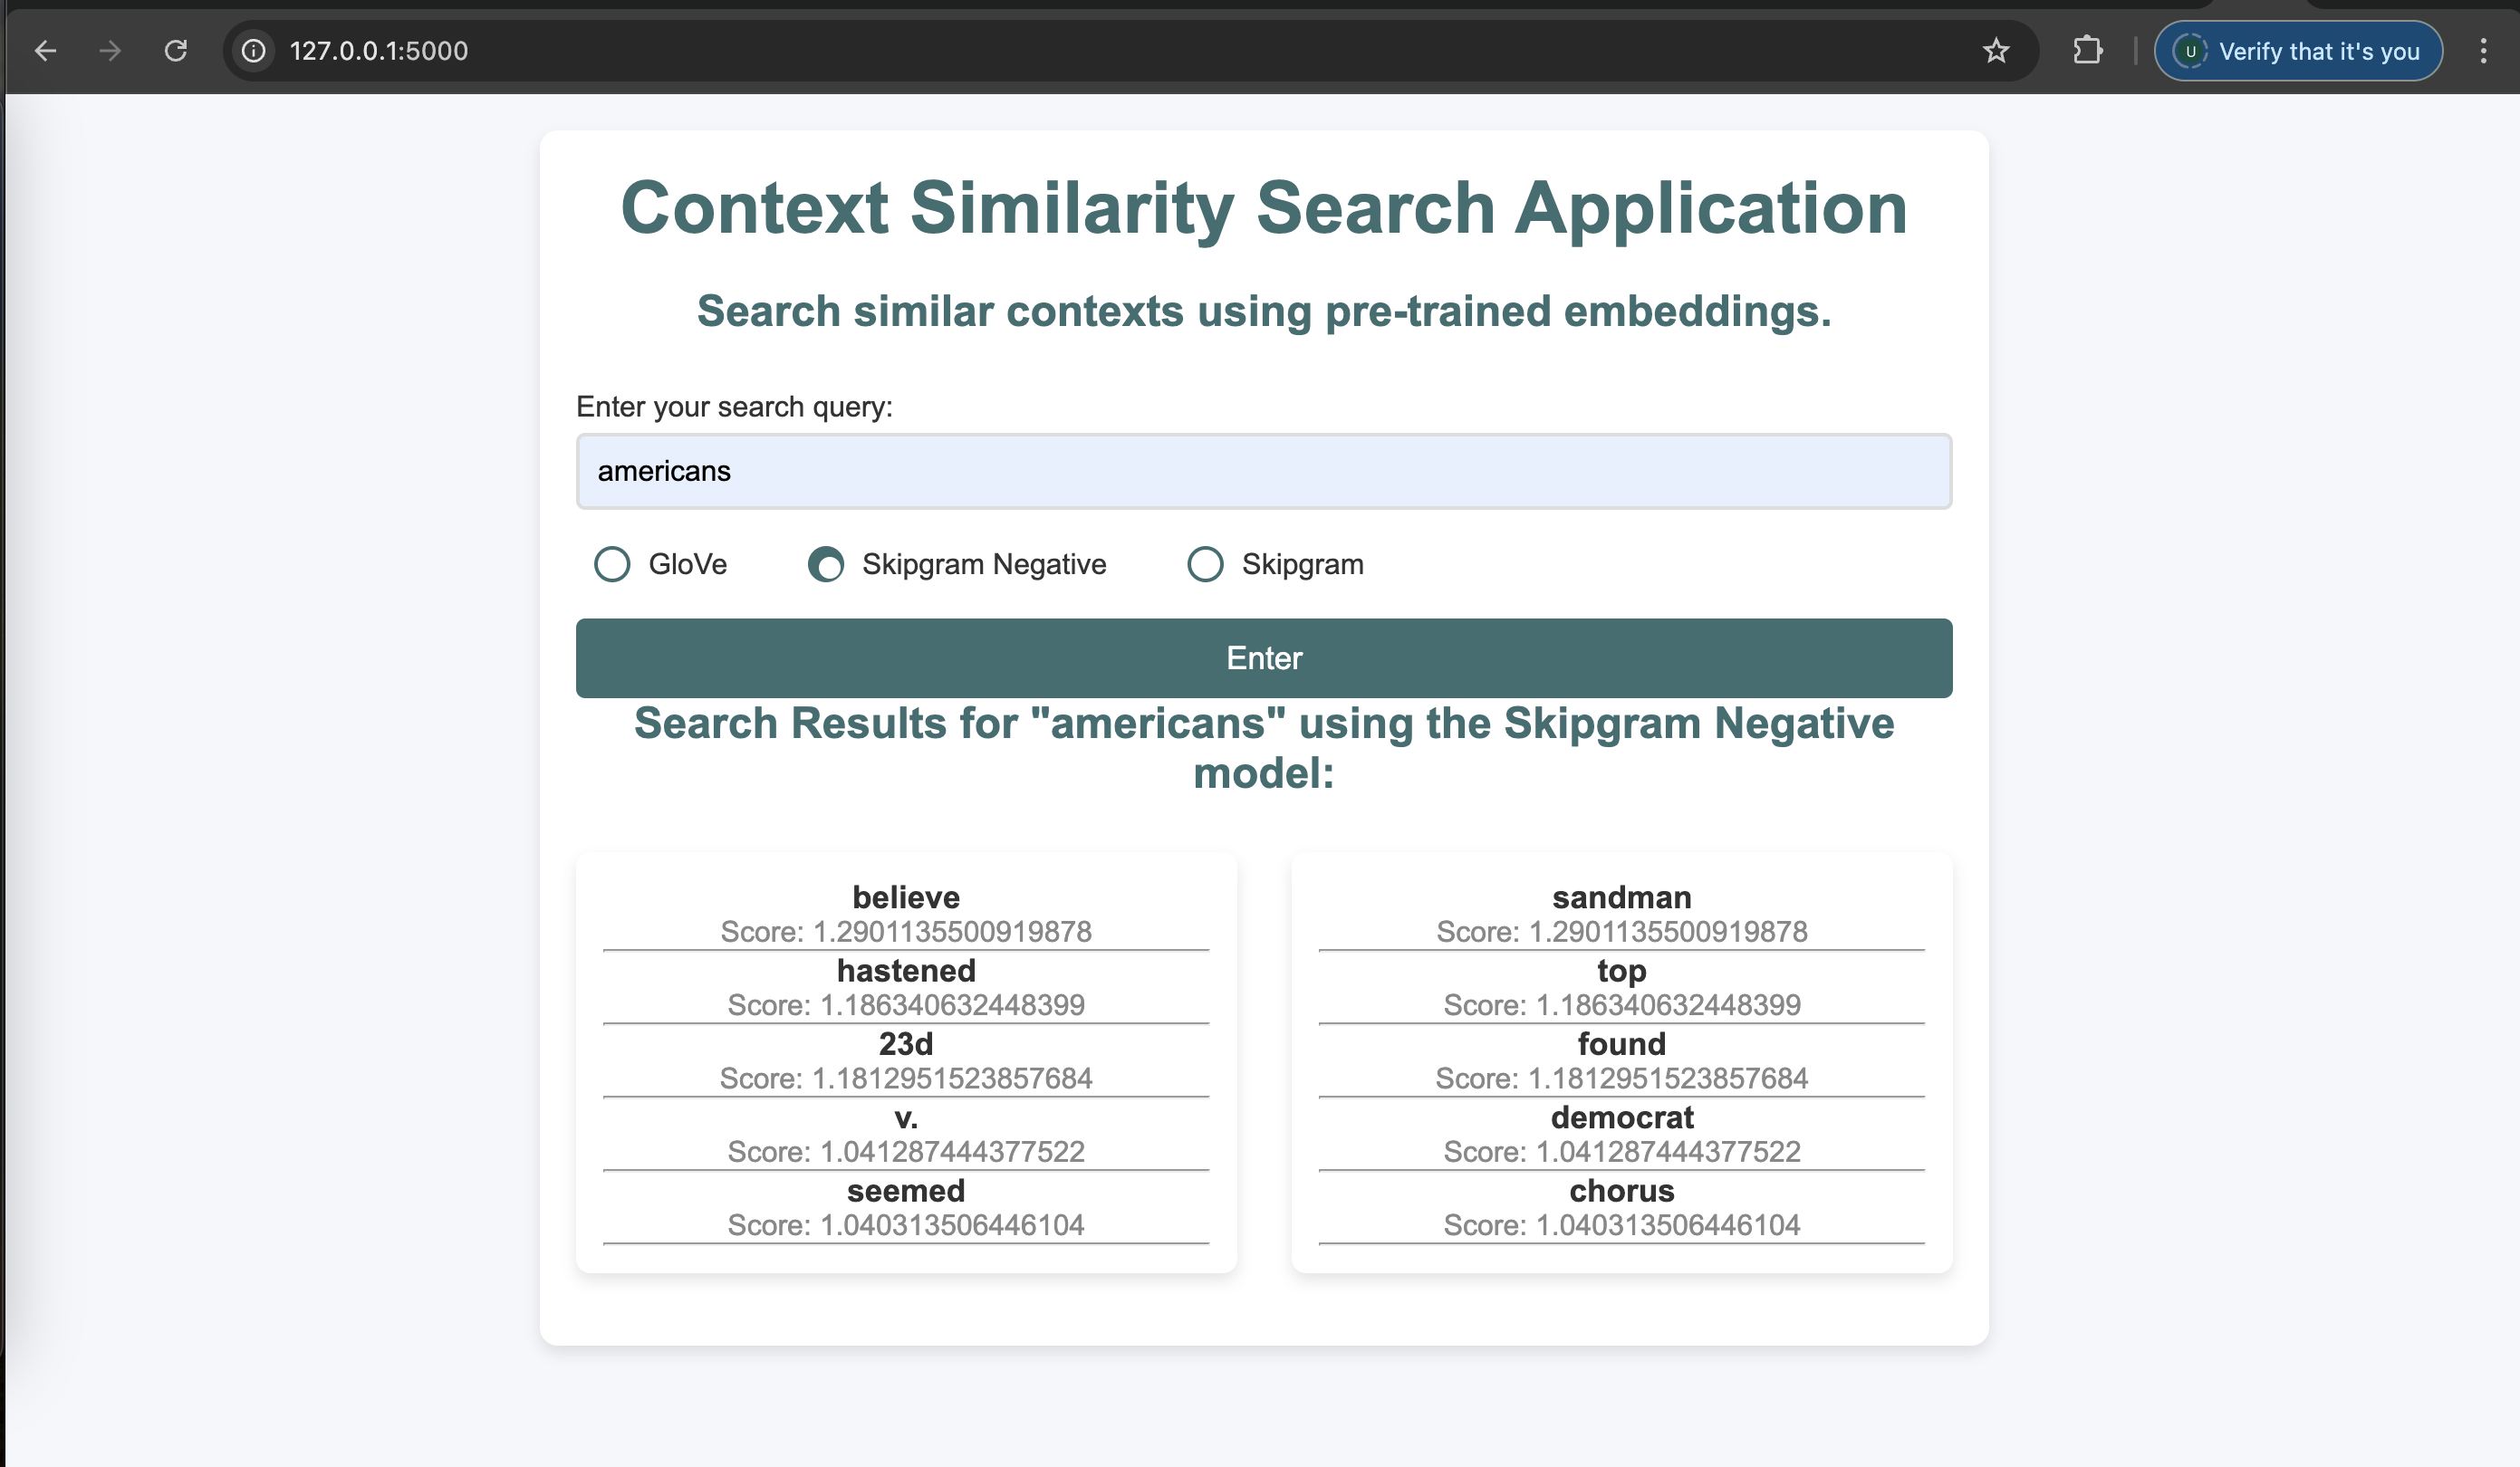 127.0.0.1:5000
U Verify that it's you
Context Similarity Search Application
Search similar contexts using pre-trained embeddings.
Enter your search query:
americans
GloVe Skipgram Negative Skipgram
Enter
Search Results for "americans" using the Skipgram Negative
model:
believe
Score: 1.2901135500919878
hastened
Score: 1.186340632448399
23d
Score: 1.1812951523857684
v.
Score: 1.041287444377522
seemed
Score: 1.040313506446104
sandman
Score: 1.2901135500919878
top
Score: 1.186340632448399
found
Score: 1.1812951523857684
democrat
Score: 1.041287444377522
chorus
Score: 1.040313506446104